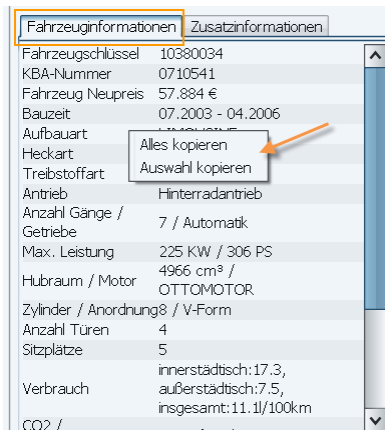 Fahrzeuginformationen Zusatzinformationen
Fahrzeugschlüssel 10380034
KBA-Nummer 0710541
Fahrzeug Neupreis 57.884 €
Bauzeit 07.2003 - 04.2006
Aufbauart
Alles kopieren
Heckart
Auswahl kopieren
Treibstoffart
Antrieb Hinterradantrieb
Anzahl Gänge /
Getriebe 7 / Automatik
Max. Leistung 225 KW / 306 PS
Hubraum / Motor 4966 cm³ /
OTTOMOTOR
Zylinder / Anordnung 8 / V-Form
Anzahl Türen 4
Sitzplätze 5
Verbrauch innerstädtisch:17.3,
außerstädtisch:7.5,
insgesamt:11.1l/100km
CO2 /